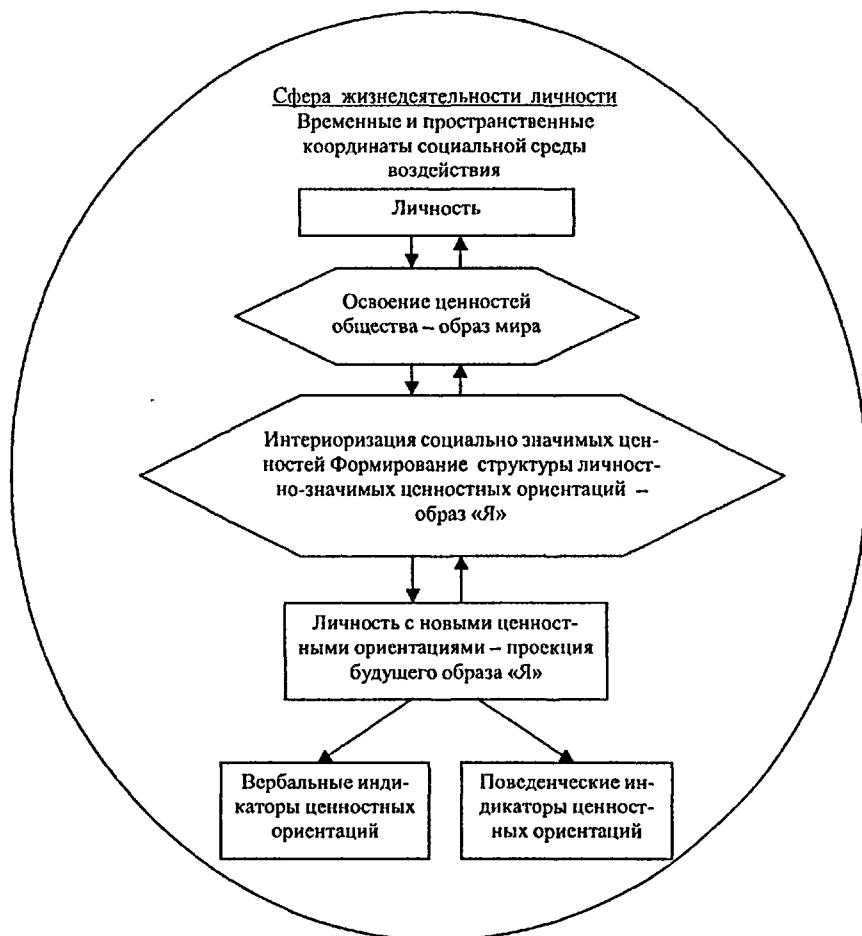 Сфера жизнедеятельности личности
Временные и пространственные
координаты социальной среды
воздействия
Личность
Освоение ценностей
общества – образ мира
Интериоризация социально значимых цен-
ностей Формирование структуры личност-
но-значимых ценностных ориентаций –
образ «Я»
Личность с новыми ценност-
ными ориентациями – проекция
будущего образа «Я»
Вербальные инди-
каторы ценностных
ориентаций
Поведенческие ин-
дикаторы ценност-
ных ориентаций